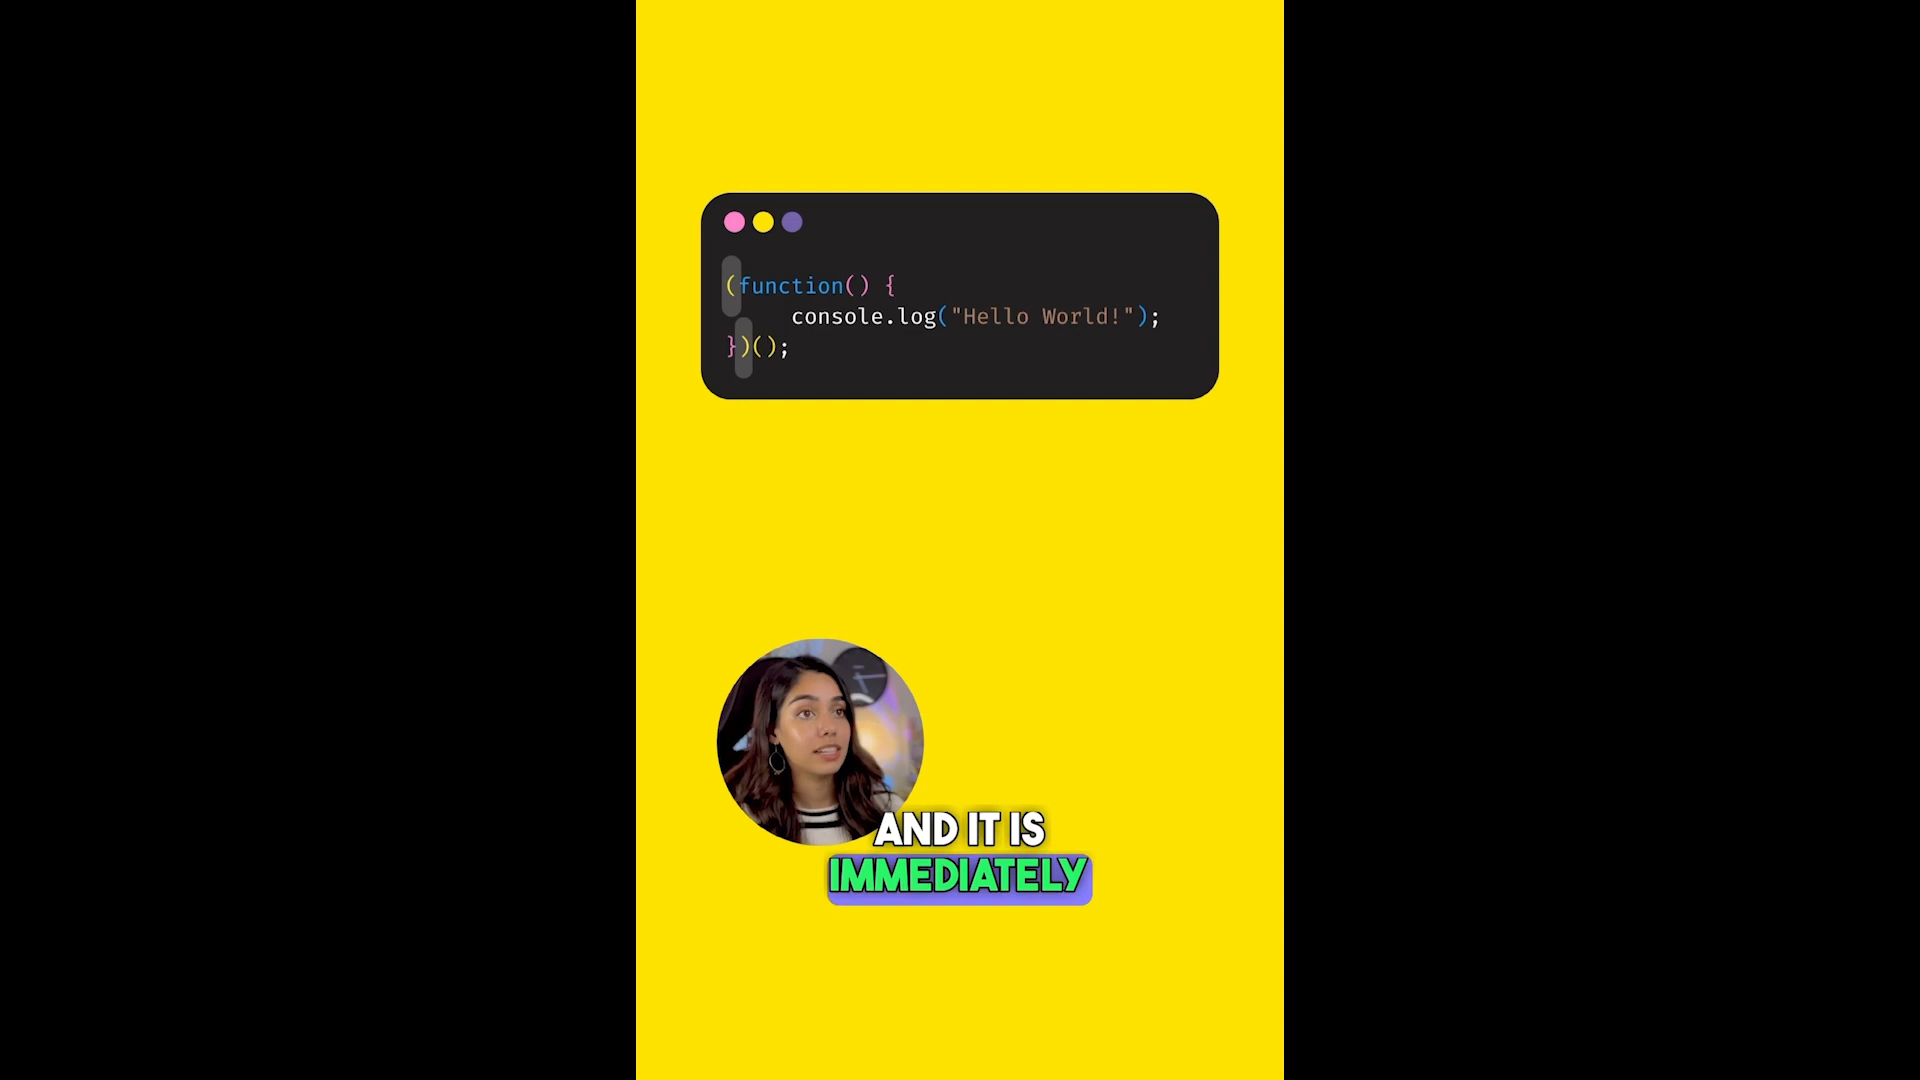 (function() {
    console.log("Hello World!");
})();
AND IT IS
IMMEDIATELY